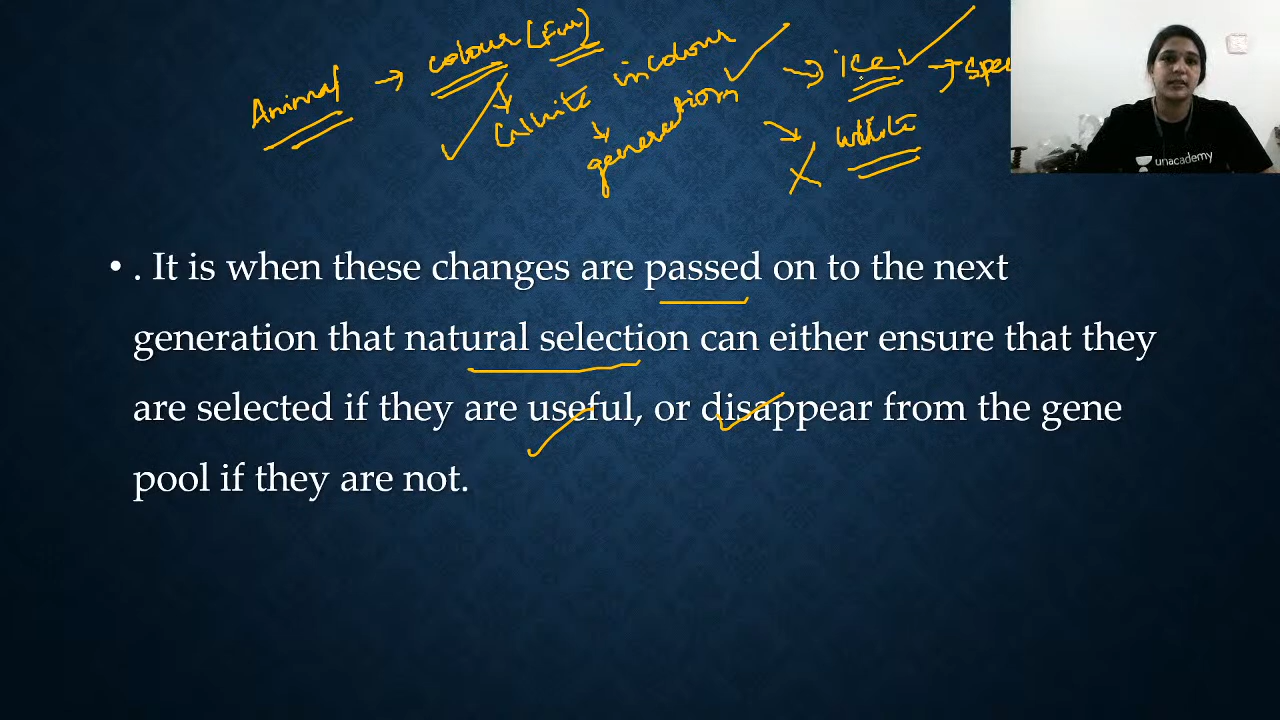 Animal → colour [Fur] → ice → spe
white in colour
generation → white
unacademy
• . It is when these changes are passed on to the next
generation that natural selection can either ensure that they
are selected if they are useful, or disappear from the gene
pool if they are not.